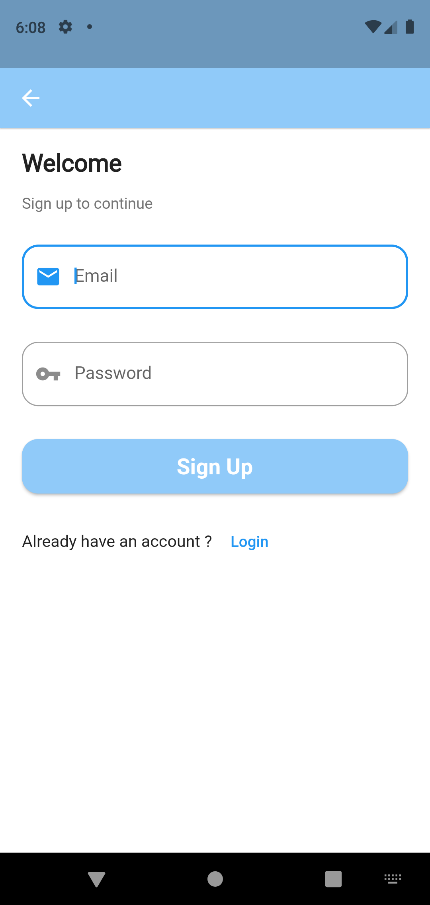 6:08
Welcome
Sign up to continue
Email
Password
Sign Up
Already have an account ? Login